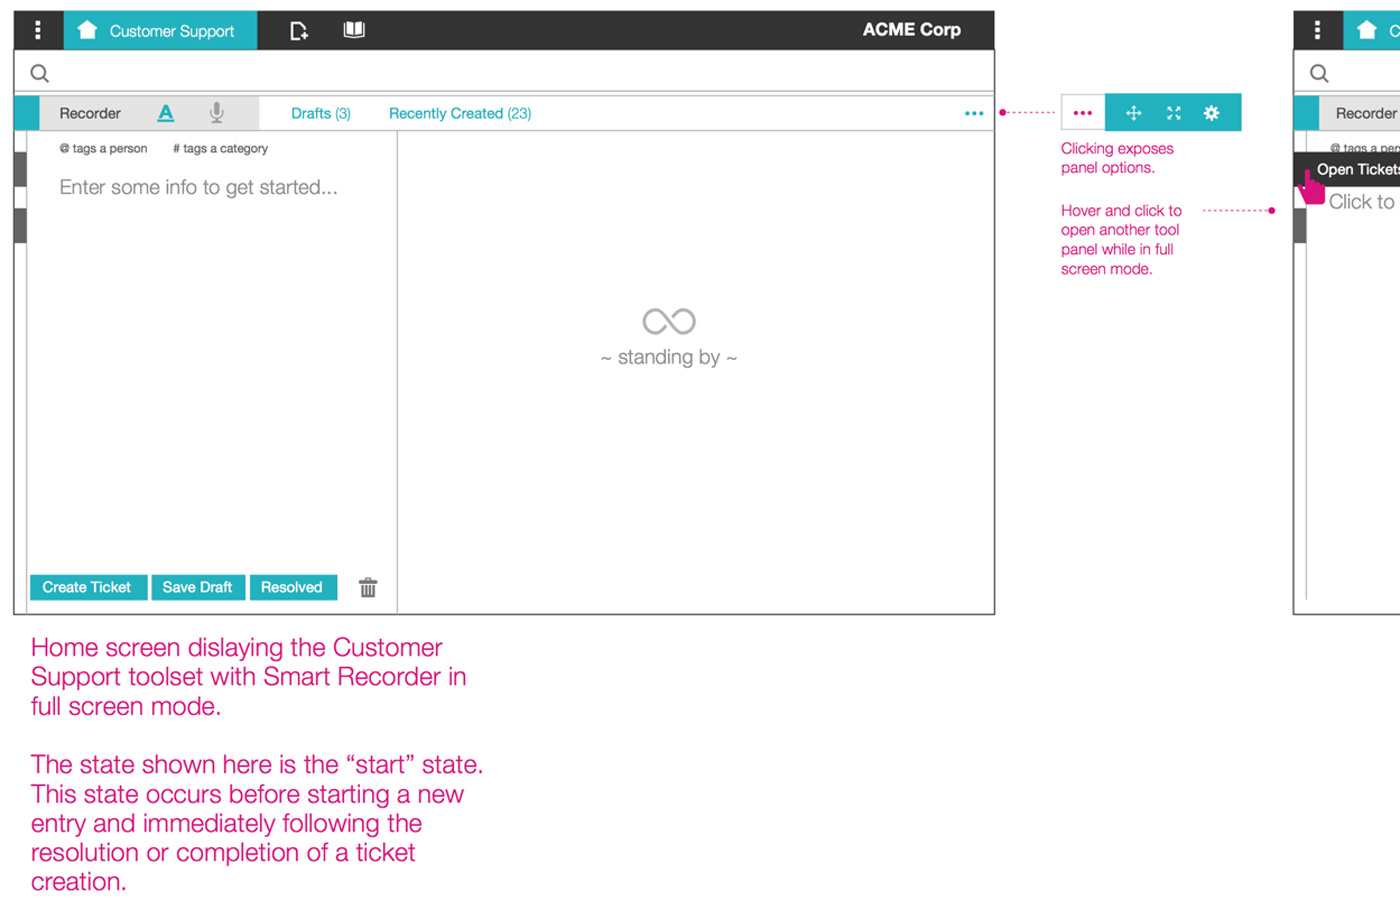 Customer Support
ACME Corp
Recorder A Drafts (3) Recently Created (23)
@ tags a person # tags a category
Enter some info to get started...
~ standing by ~
Create Ticket Save Draft Resolved
Clicking exposes
panel options.
Hover and click to
open another tool
panel while in full
screen mode.
C
Recorder
@ tags a per
Open Tickets
Click to
Home screen dislaying the Customer
Support toolset with Smart Recorder in
full screen mode.
The state shown here is the “start” state.
This state occurs before starting a new
entry and immediately following the
resolution or completion of a ticket
creation.